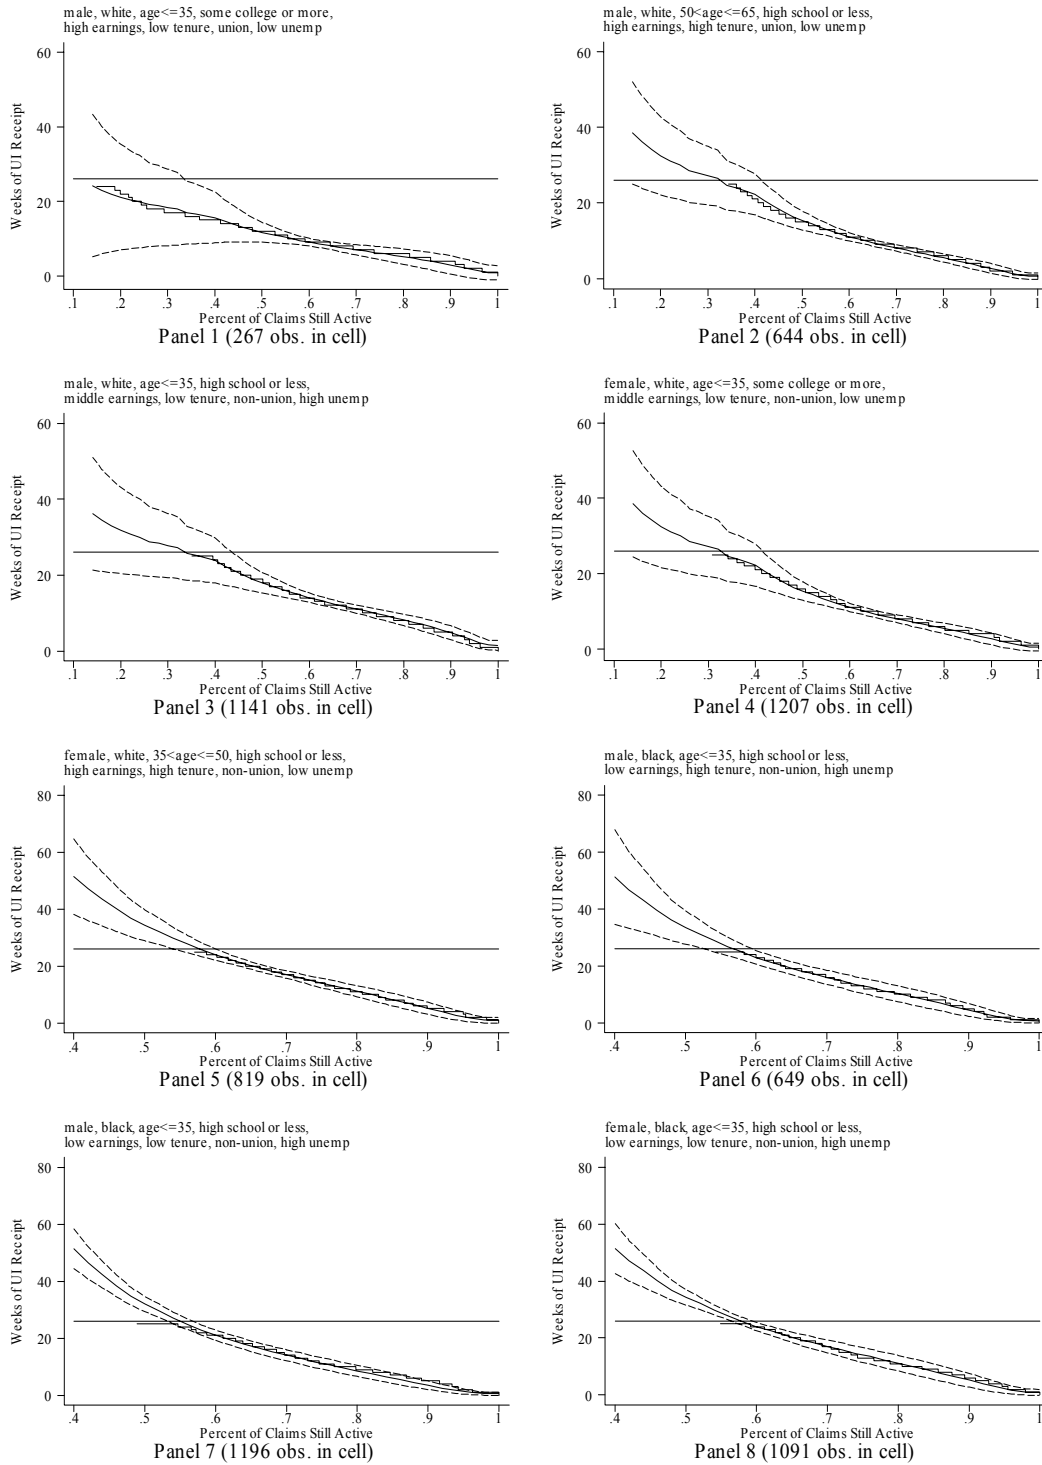 male, white, age<=35, some college or more,
high earnings, low tenure, union, low unemp
60
40
20
0
Weeks of UI Receipt
.1 .2 .3 .4 .5 .6 .7 .8 .9 1
Percent of Claims Still Active
Panel 1 (267 obs. in cell)
male, white, 50<age<=65, high school or less,
high earnings, high tenure, union, low unemp
60
40
20
0
Weeks of UI Receipt
.1 .2 .3 .4 .5 .6 .7 .8 .9 1
Percent of Claims Still Active
Panel 2 (644 obs. in cell)
male, white, age<=35, high school or less,
middle earnings, low tenure, non-union, high unemp
60
40
20
0
Weeks of UI Receipt
.1 .2 .3 .4 .5 .6 .7 .8 .9 1
Percent of Claims Still Active
Panel 3 (1141 obs. in cell)
female, white, age<=35, some college or more,
middle earnings, low tenure, non-union, low unemp
60
40
20
0
Weeks of UI Receipt
.1 .2 .3 .4 .5 .6 .7 .8 .9 1
Percent of Claims Still Active
Panel 4 (1207 obs. in cell)
female, white, 35<age<=50, high school or less,
high earnings, high tenure, non-union, low unemp
80
60
40
20
0
Weeks of UI Receipt
.4 .5 .6 .7 .8 .9 1
Percent of Claims Still Active
Panel 5 (819 obs. in cell)
male, black, age<=35, high school or less,
low earnings, high tenure, non-union, high unemp
80
60
40
20
0
Weeks of UI Receipt
.4 .5 .6 .7 .8 .9 1
Percent of Claims Still Active
Panel 6 (649 obs. in cell)
male, black, age<=35, high school or less,
low earnings, low tenure, non-union, high unemp
80
60
40
20
0
Weeks of UI Receipt
.4 .5 .6 .7 .8 .9 1
Percent of Claims Still Active
Panel 7 (1196 obs. in cell)
female, black, age<=35, high school or less,
low earnings, low tenure, non-union, high unemp
80
60
40
20
0
Weeks of UI Receipt
.4 .5 .6 .7 .8 .9 1
Percent of Claims Still Active
Panel 8 (1091 obs. in cell)